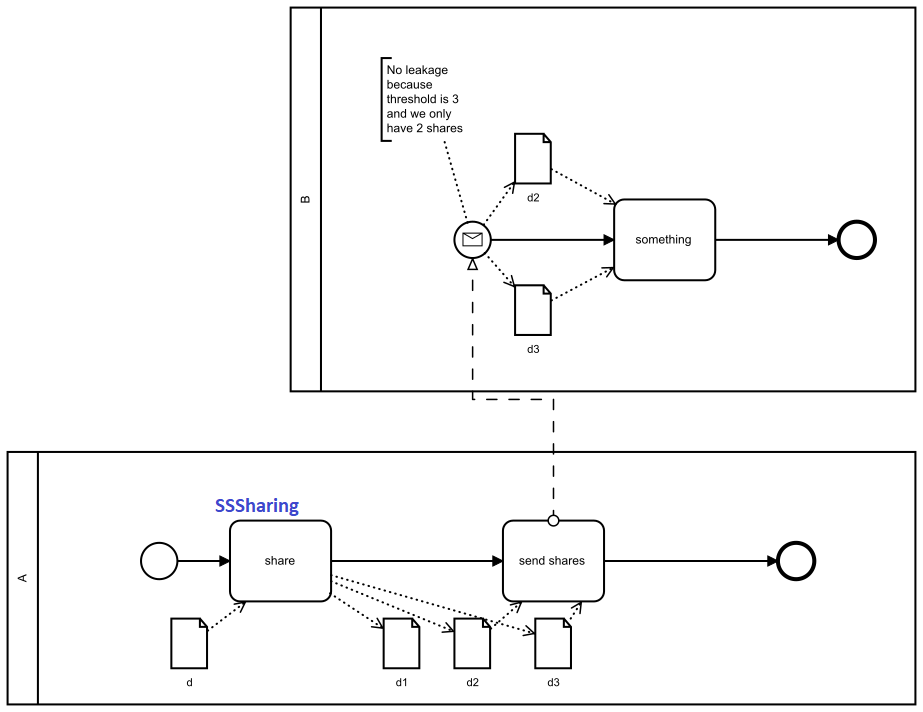 B
No leakage
because
threshold is 3
and we only
have 2 shares
d2
something
d3
A
SSSharing
share
send shares
d
d1
d2
d3